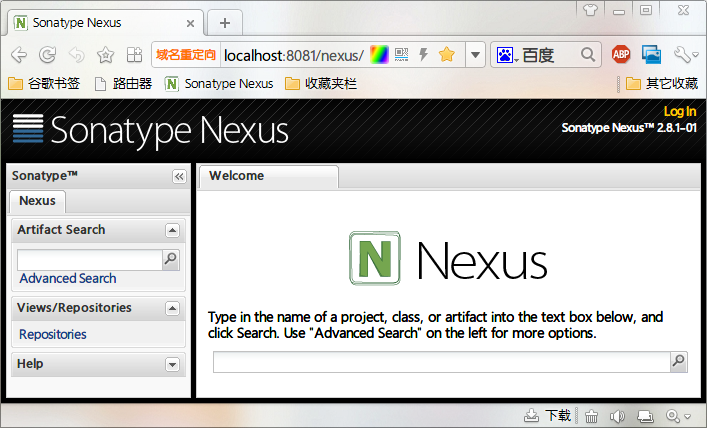 Sonatype Nexus
域名重定向 localhost:8081/nexus/ 百度 ABP
谷歌书签 路由器 Sonatype Nexus 收藏夹栏 其它收藏
Sonatype Nexus
Log In
Sonatype Nexus™ 2.8.1-01
Sonatype™
Nexus
Artifact Search
Advanced Search
Views/Repositories
Repositories
Help
Welcome
N Nexus
Type in the name of a project, class, or artifact into the text box below, and
click Search. Use "Advanced Search" on the left for more options.
下载